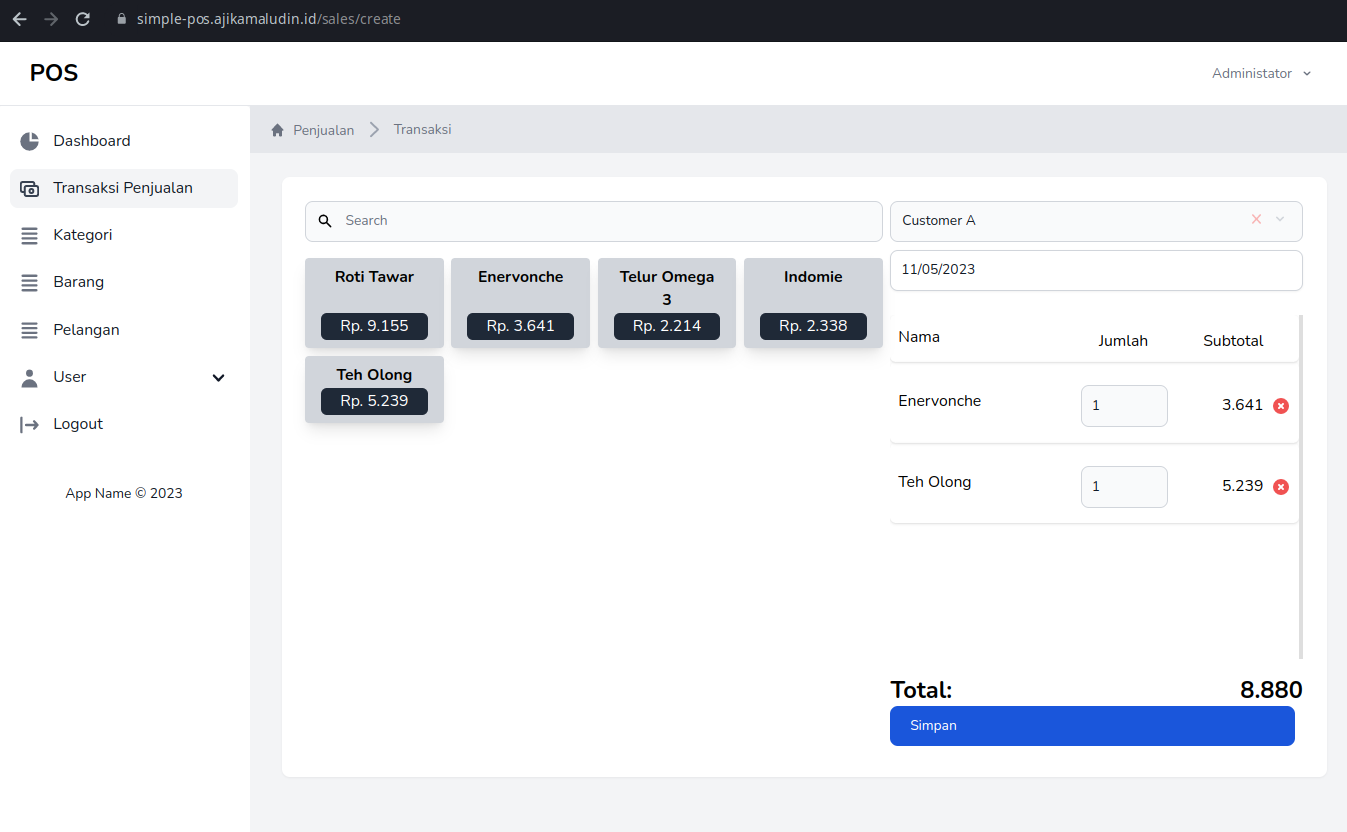 simple-pos.ajikamaludin.id/sales/create
POS
Administator
Dashboard
Transaksi Penjualan
Kategori
Barang
Pelangan
User
Logout
App Name © 2023
Penjualan
Transaksi
Search
Roti Tawar
Rp. 9.155
Enervonche
Rp. 3.641
Telur Omega
3
Rp. 2.214
Indomie
Rp. 2.338
Teh Olong
Rp. 5.239
Customer A
11/05/2023
Nama Jumlah Subtotal
Enervonche 1 3.641
Teh Olong 1 5.239
Total: 8.880
Simpan